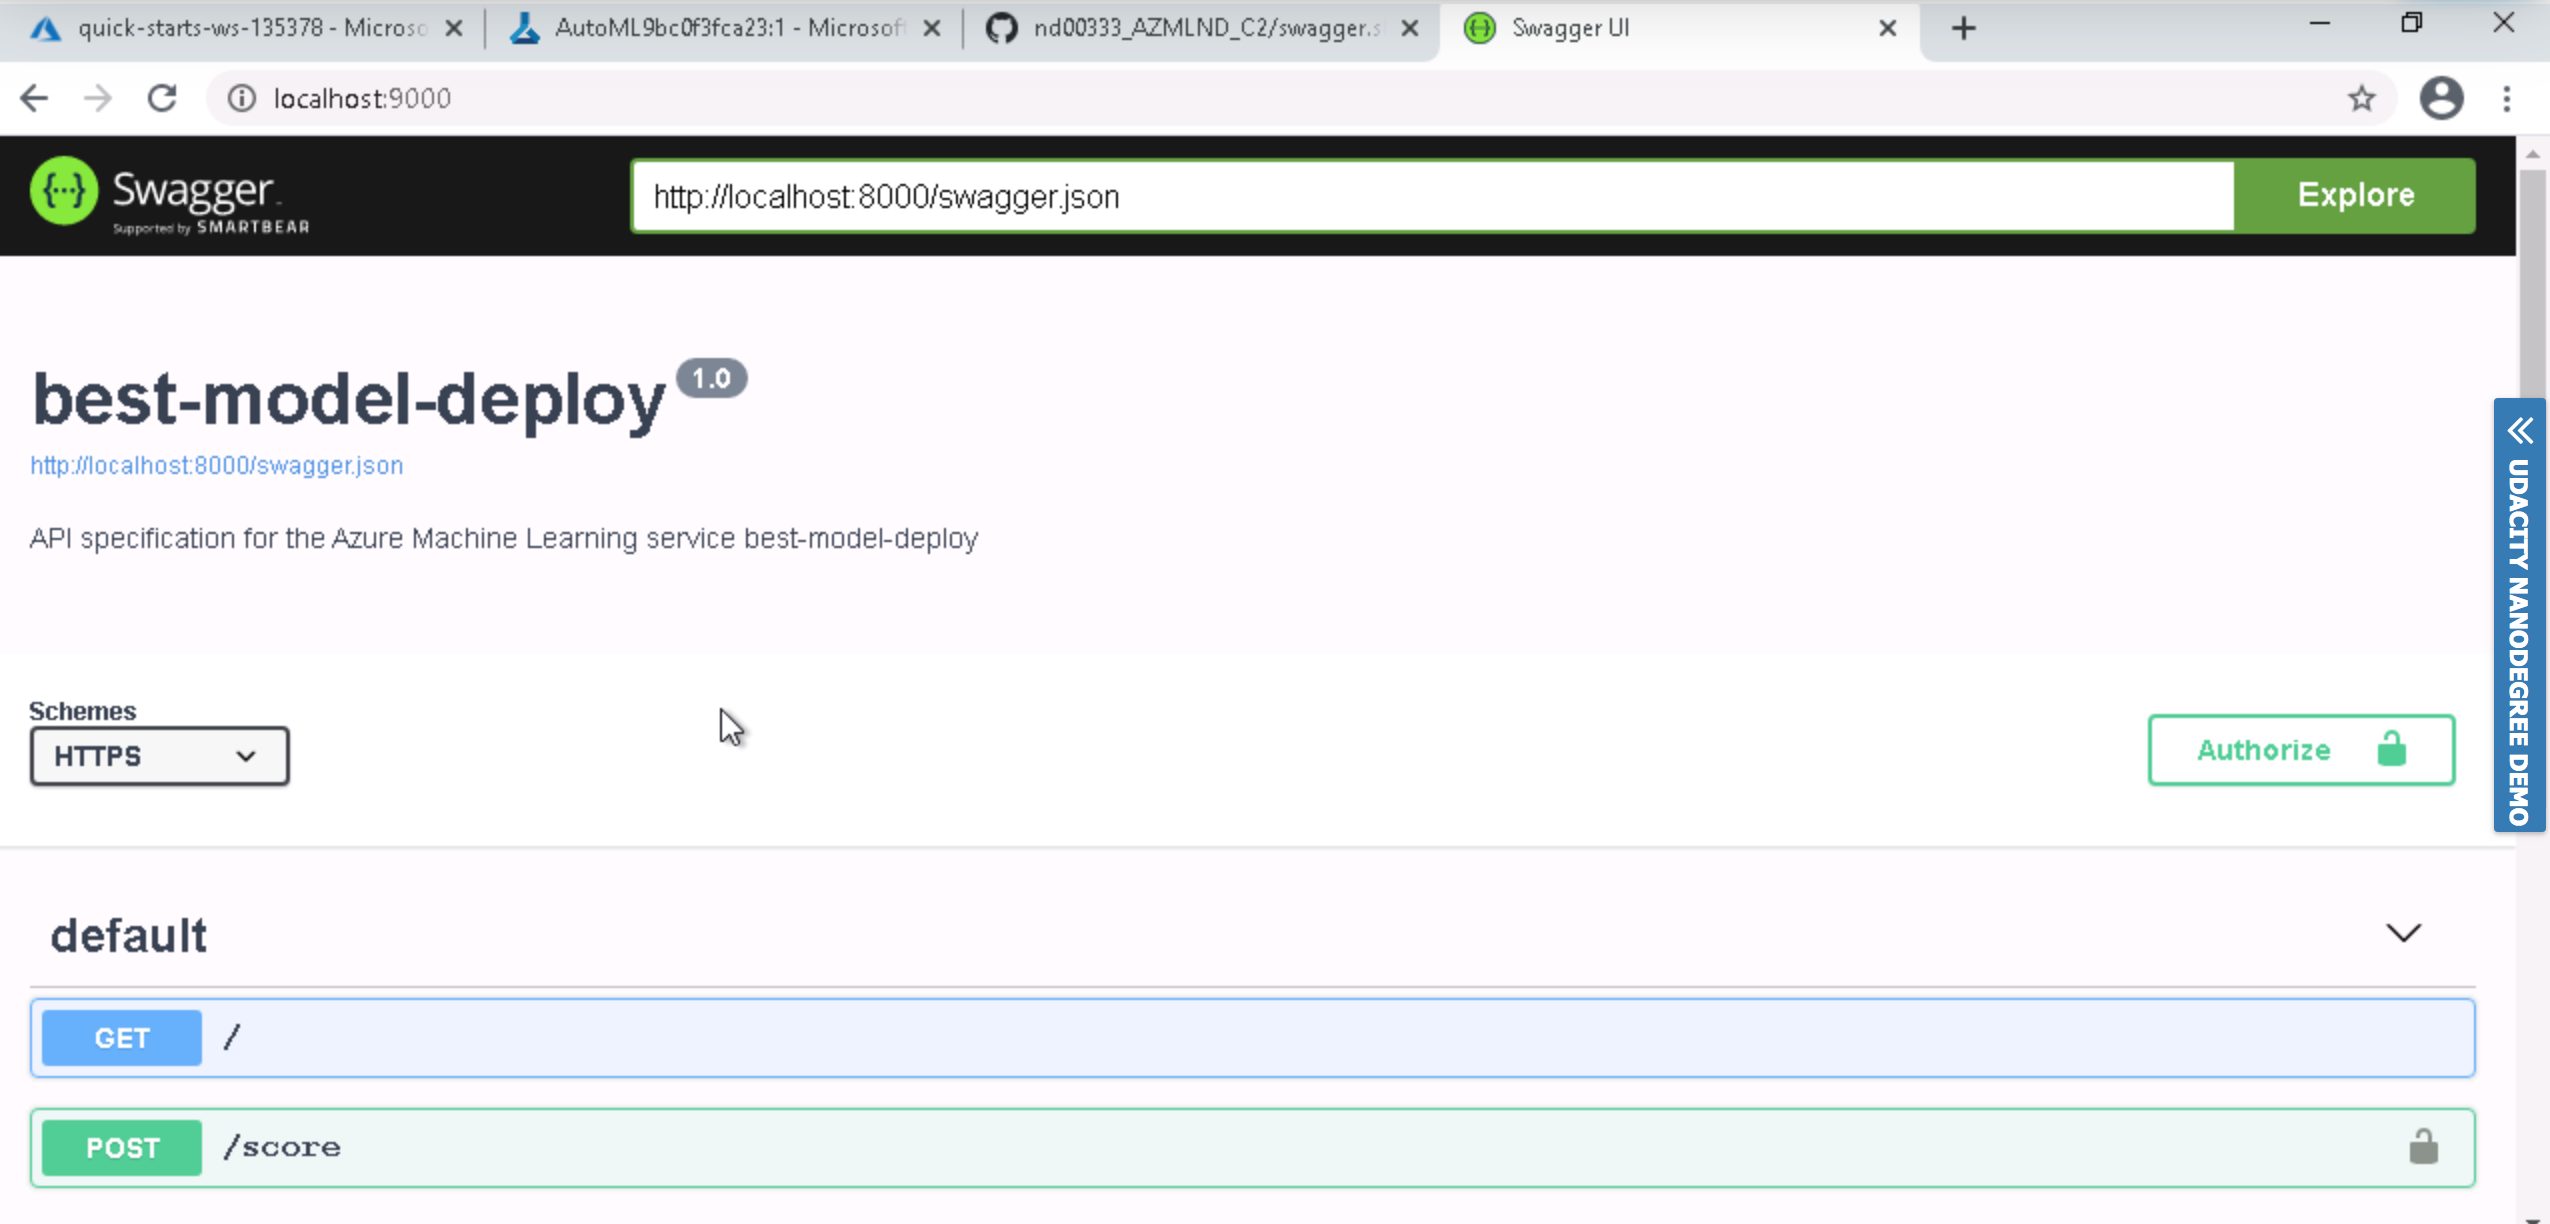 quick-starts-ws-135378 - Microso
AutoML9bc0f3fca23:1 - Microsoft
nd00333_AZMLND_C2/swagger.s
Swagger UI
localhost:9000
Swagger
Supported by SMARTBEAR
http://localhost:8000/swagger.json
Explore
best-model-deploy 1.0
http://localhost:8000/swagger.json
API specification for the Azure Machine Learning service best-model-deploy
Schemes
HTTPS
Authorize
UDACITY NANODEGREE DEMO
default
GET /
POST /score